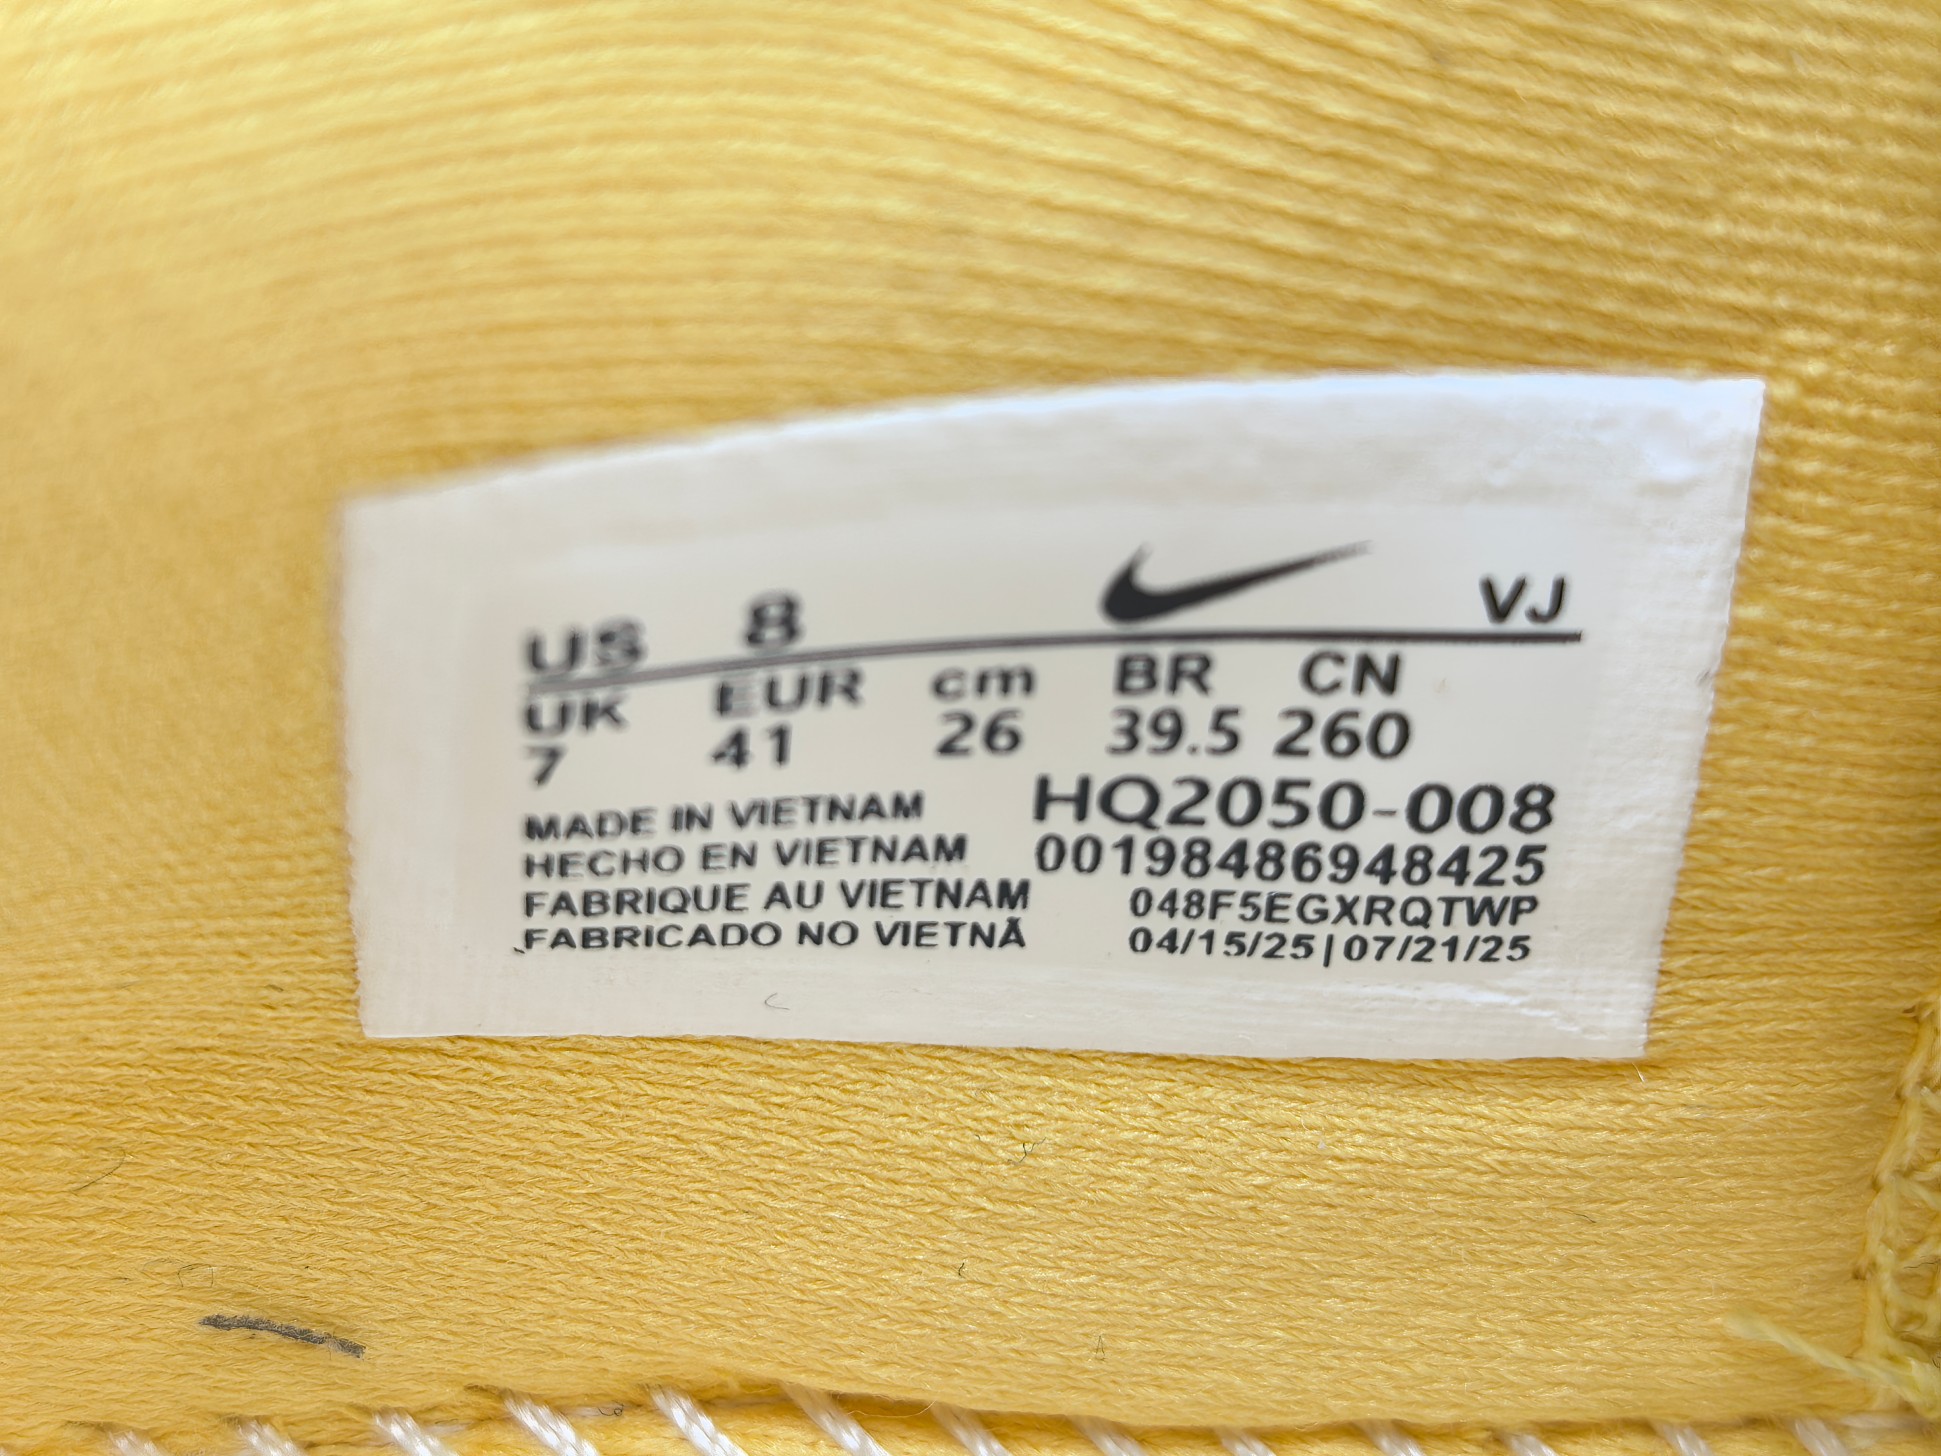 US 8 VJ
UK EUR cm BR CN
7 41 26 39.5 260
MADE IN VIETNAM HQ2050-008
HECHO EN VIETNAM 00198486948425
FABRIQUE AU VIETNAM 048F5EGXRQTWP
FABRICADO NO VIETNÃ 04/15/25|07/21/25